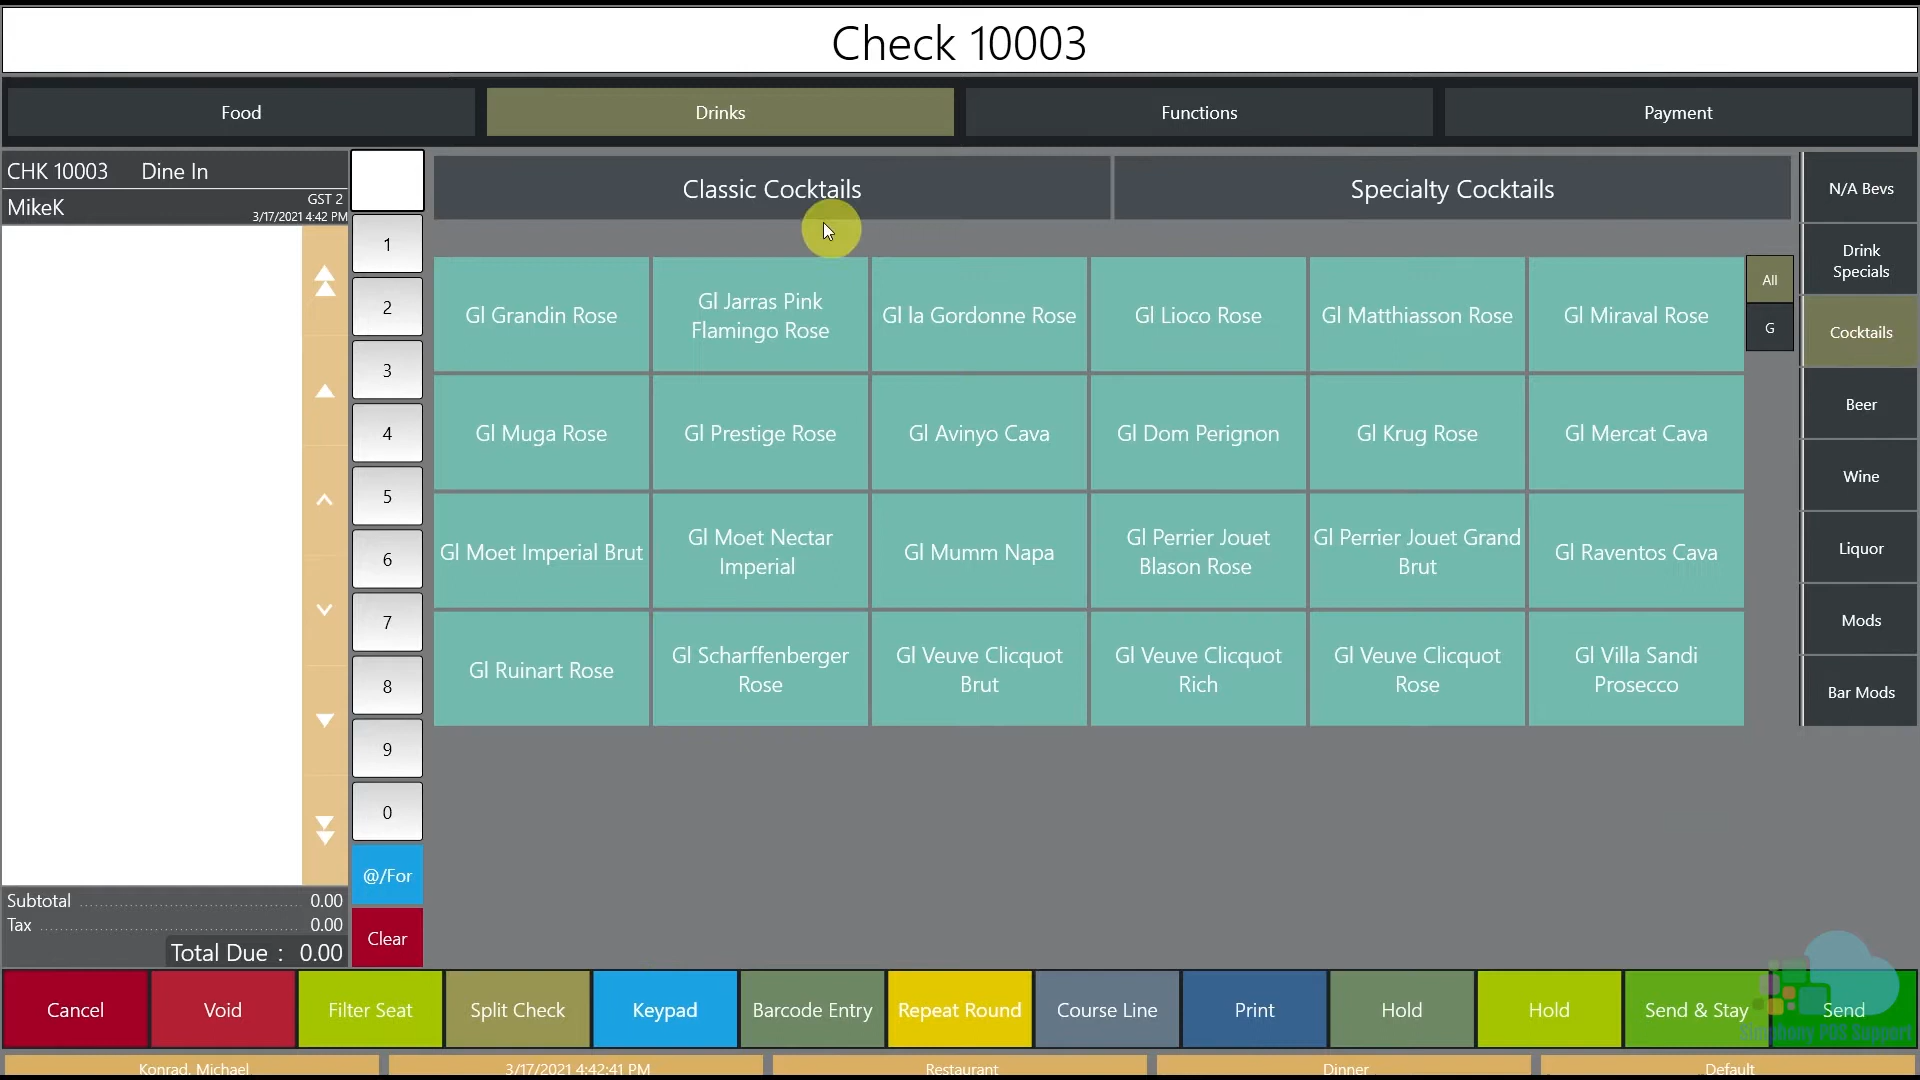 Check 10003
Food
Drinks
Functions
Payment
CHK 10003 Dine In
MikeK
GST 2
3/17/2021 4:42 PM
1
2
3
4
5
6
7
8
9
0
@/For
Clear
Classic Cocktails
Specialty Cocktails
Gl Grandin Rose
Gl Jarras Pink
Flamingo Rose
Gl la Gordonne Rose
Gl Lioco Rose
Gl Matthiasson Rose
Gl Miraval Rose
Gl Muga Rose
Gl Prestige Rose
Gl Avinyo Cava
Gl Dom Perignon
Gl Krug Rose
Gl Mercat Cava
Gl Moet Imperial Brut
Gl Moet Nectar
Imperial
Gl Mumm Napa
Gl Perrier Jouet
Blason Rose
Gl Perrier Jouet Grand
Brut
Gl Raventos Cava
Gl Ruinart Rose
Gl Scharffenberger
Rose
Gl Veuve Clicquot
Brut
Gl Veuve Clicquot
Rich
Gl Veuve Clicquot
Rose
Gl Villa Sandi
Prosecco
All
G
N/A Bevs
Drink
Specials
Cocktails
Beer
Wine
Liquor
Mods
Bar Mods
Subtotal 0.00
Tax 0.00
Total Due : 0.00
Cancel
Void
Filter Seat
Split Check
Keypad
Barcode Entry
Repeat Round
Course Line
Print
Hold
Hold
Send & Stay
Send
Simphony POS Support
Konrad, Michael
3/17/2021 4:42:41 PM
Restaurant
Dinner
Default